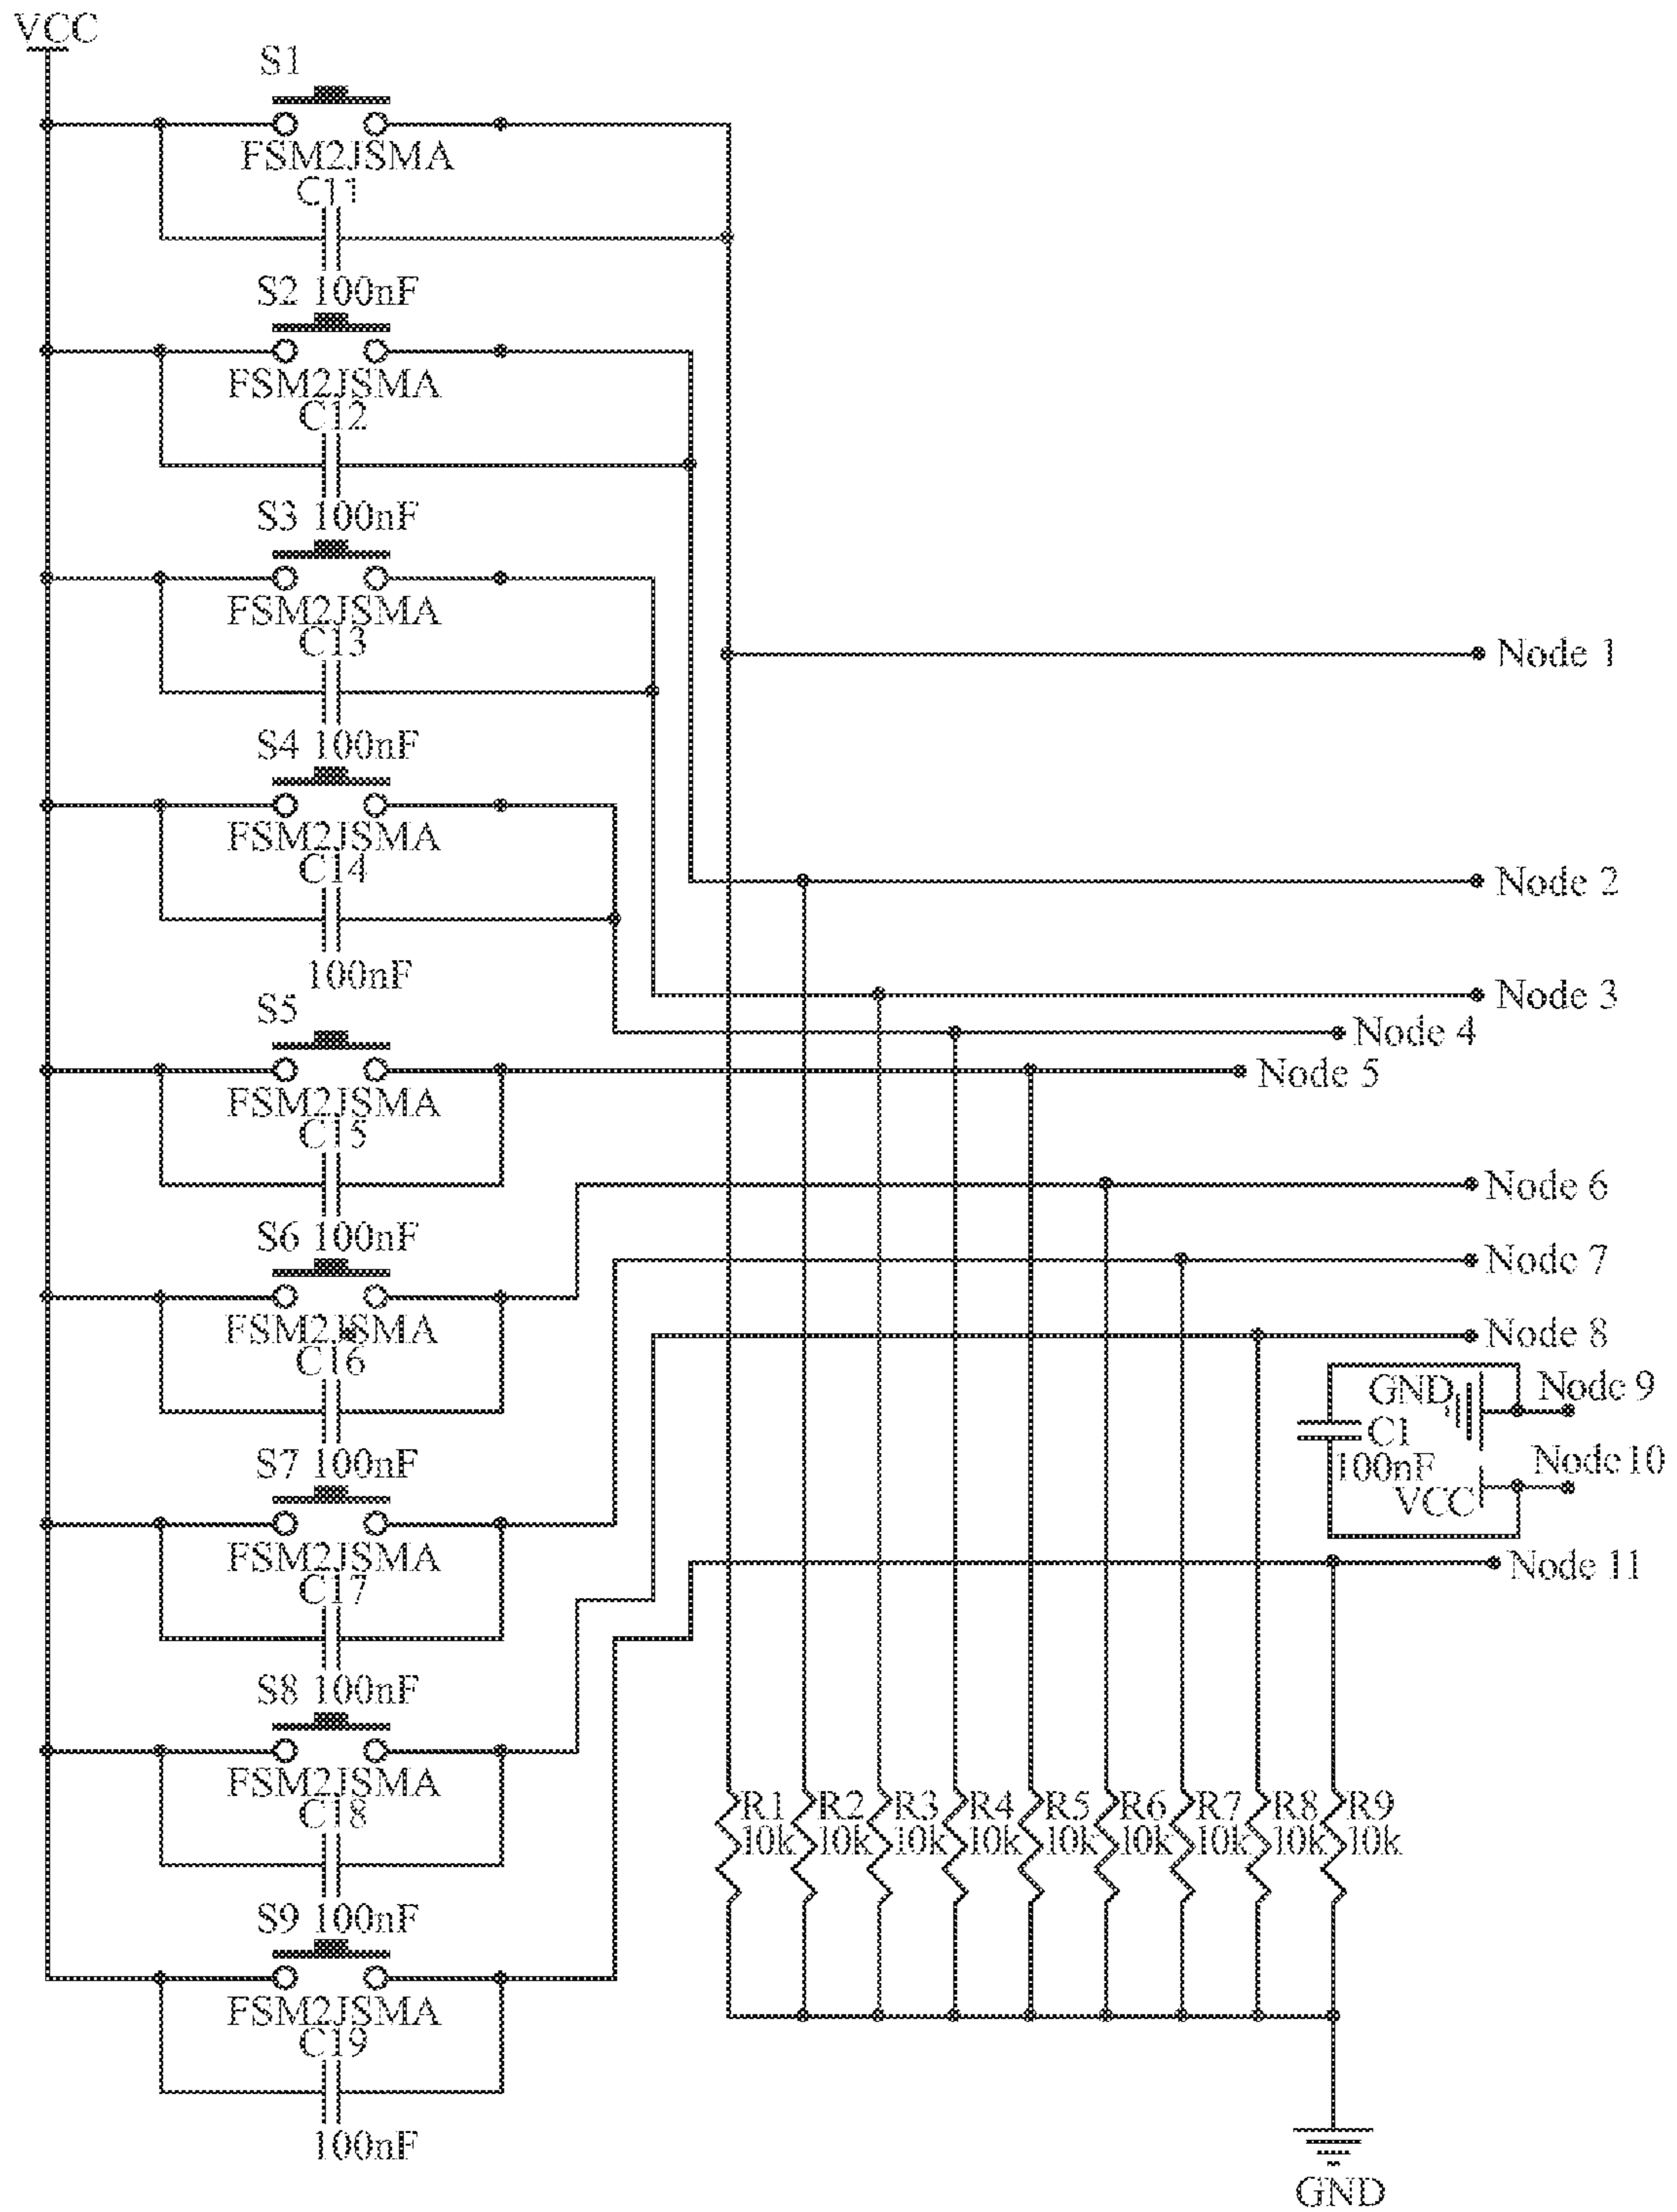 VCC
S1
FSM2JSMA
C11
S2 100nF
FSM2JSMA
C12
S3 100nF
FSM2JSMA
C13
Node 1
S4 100nF
FSM2JSMA
C14
Node 2
100nF
Node 3
S5
Node 4
Node 5
FSM2JSMA
C15
Node 6
S6 100nF
Node 7
FSM2JSMA
C16
Node 8
GND
Node 9
C1
100nF
Node 10
VCC
S7 100nF
FSM2JSMA
C17
Node 11
S8 100nF
FSM2JSMA
C18
R1 R2 R3 R4 R5 R6 R7 R8 R9
10k 10k 10k 10k 10k 10k 10k 10k 10k
S9 100nF
FSM2JSMA
C19
100nF
GND